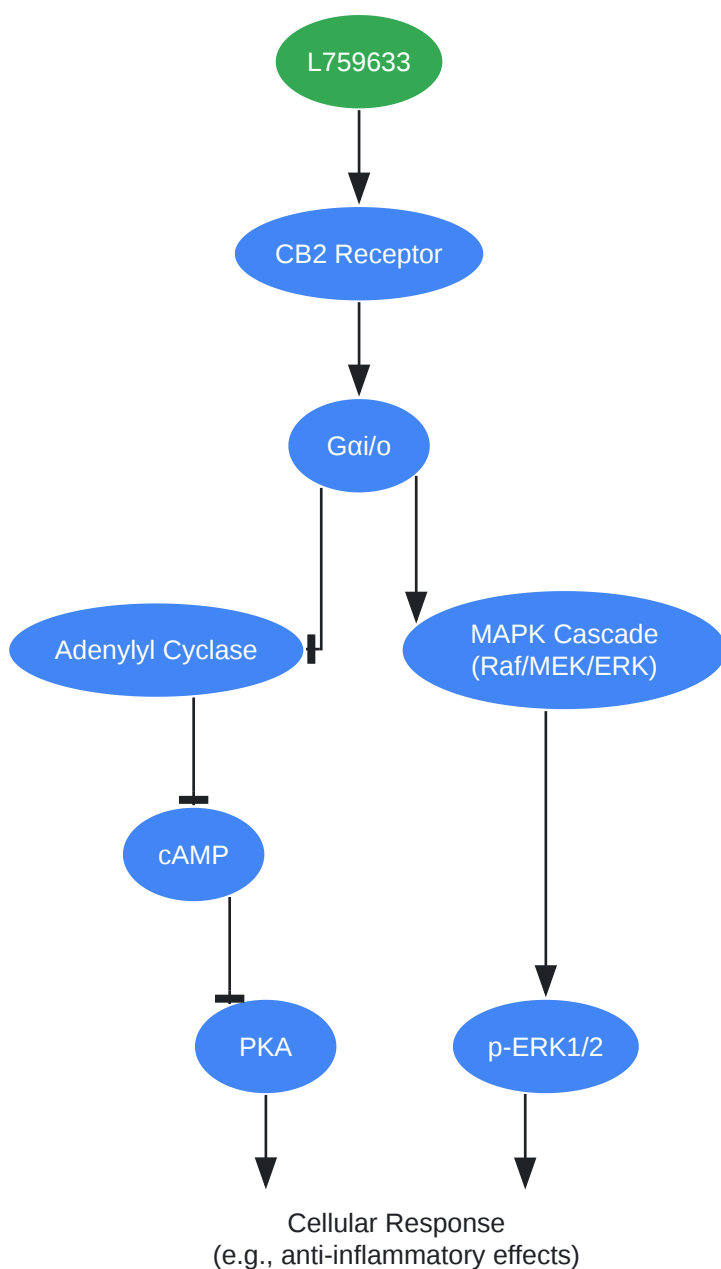 L759633
CB2 Receptor
Gαi/o
Adenylyl Cyclase
MAPK Cascade
(Raf/MEK/ERK)
cAMP
PKA
p-ERK1/2
Cellular Response
(e.g., anti-inflammatory effects)